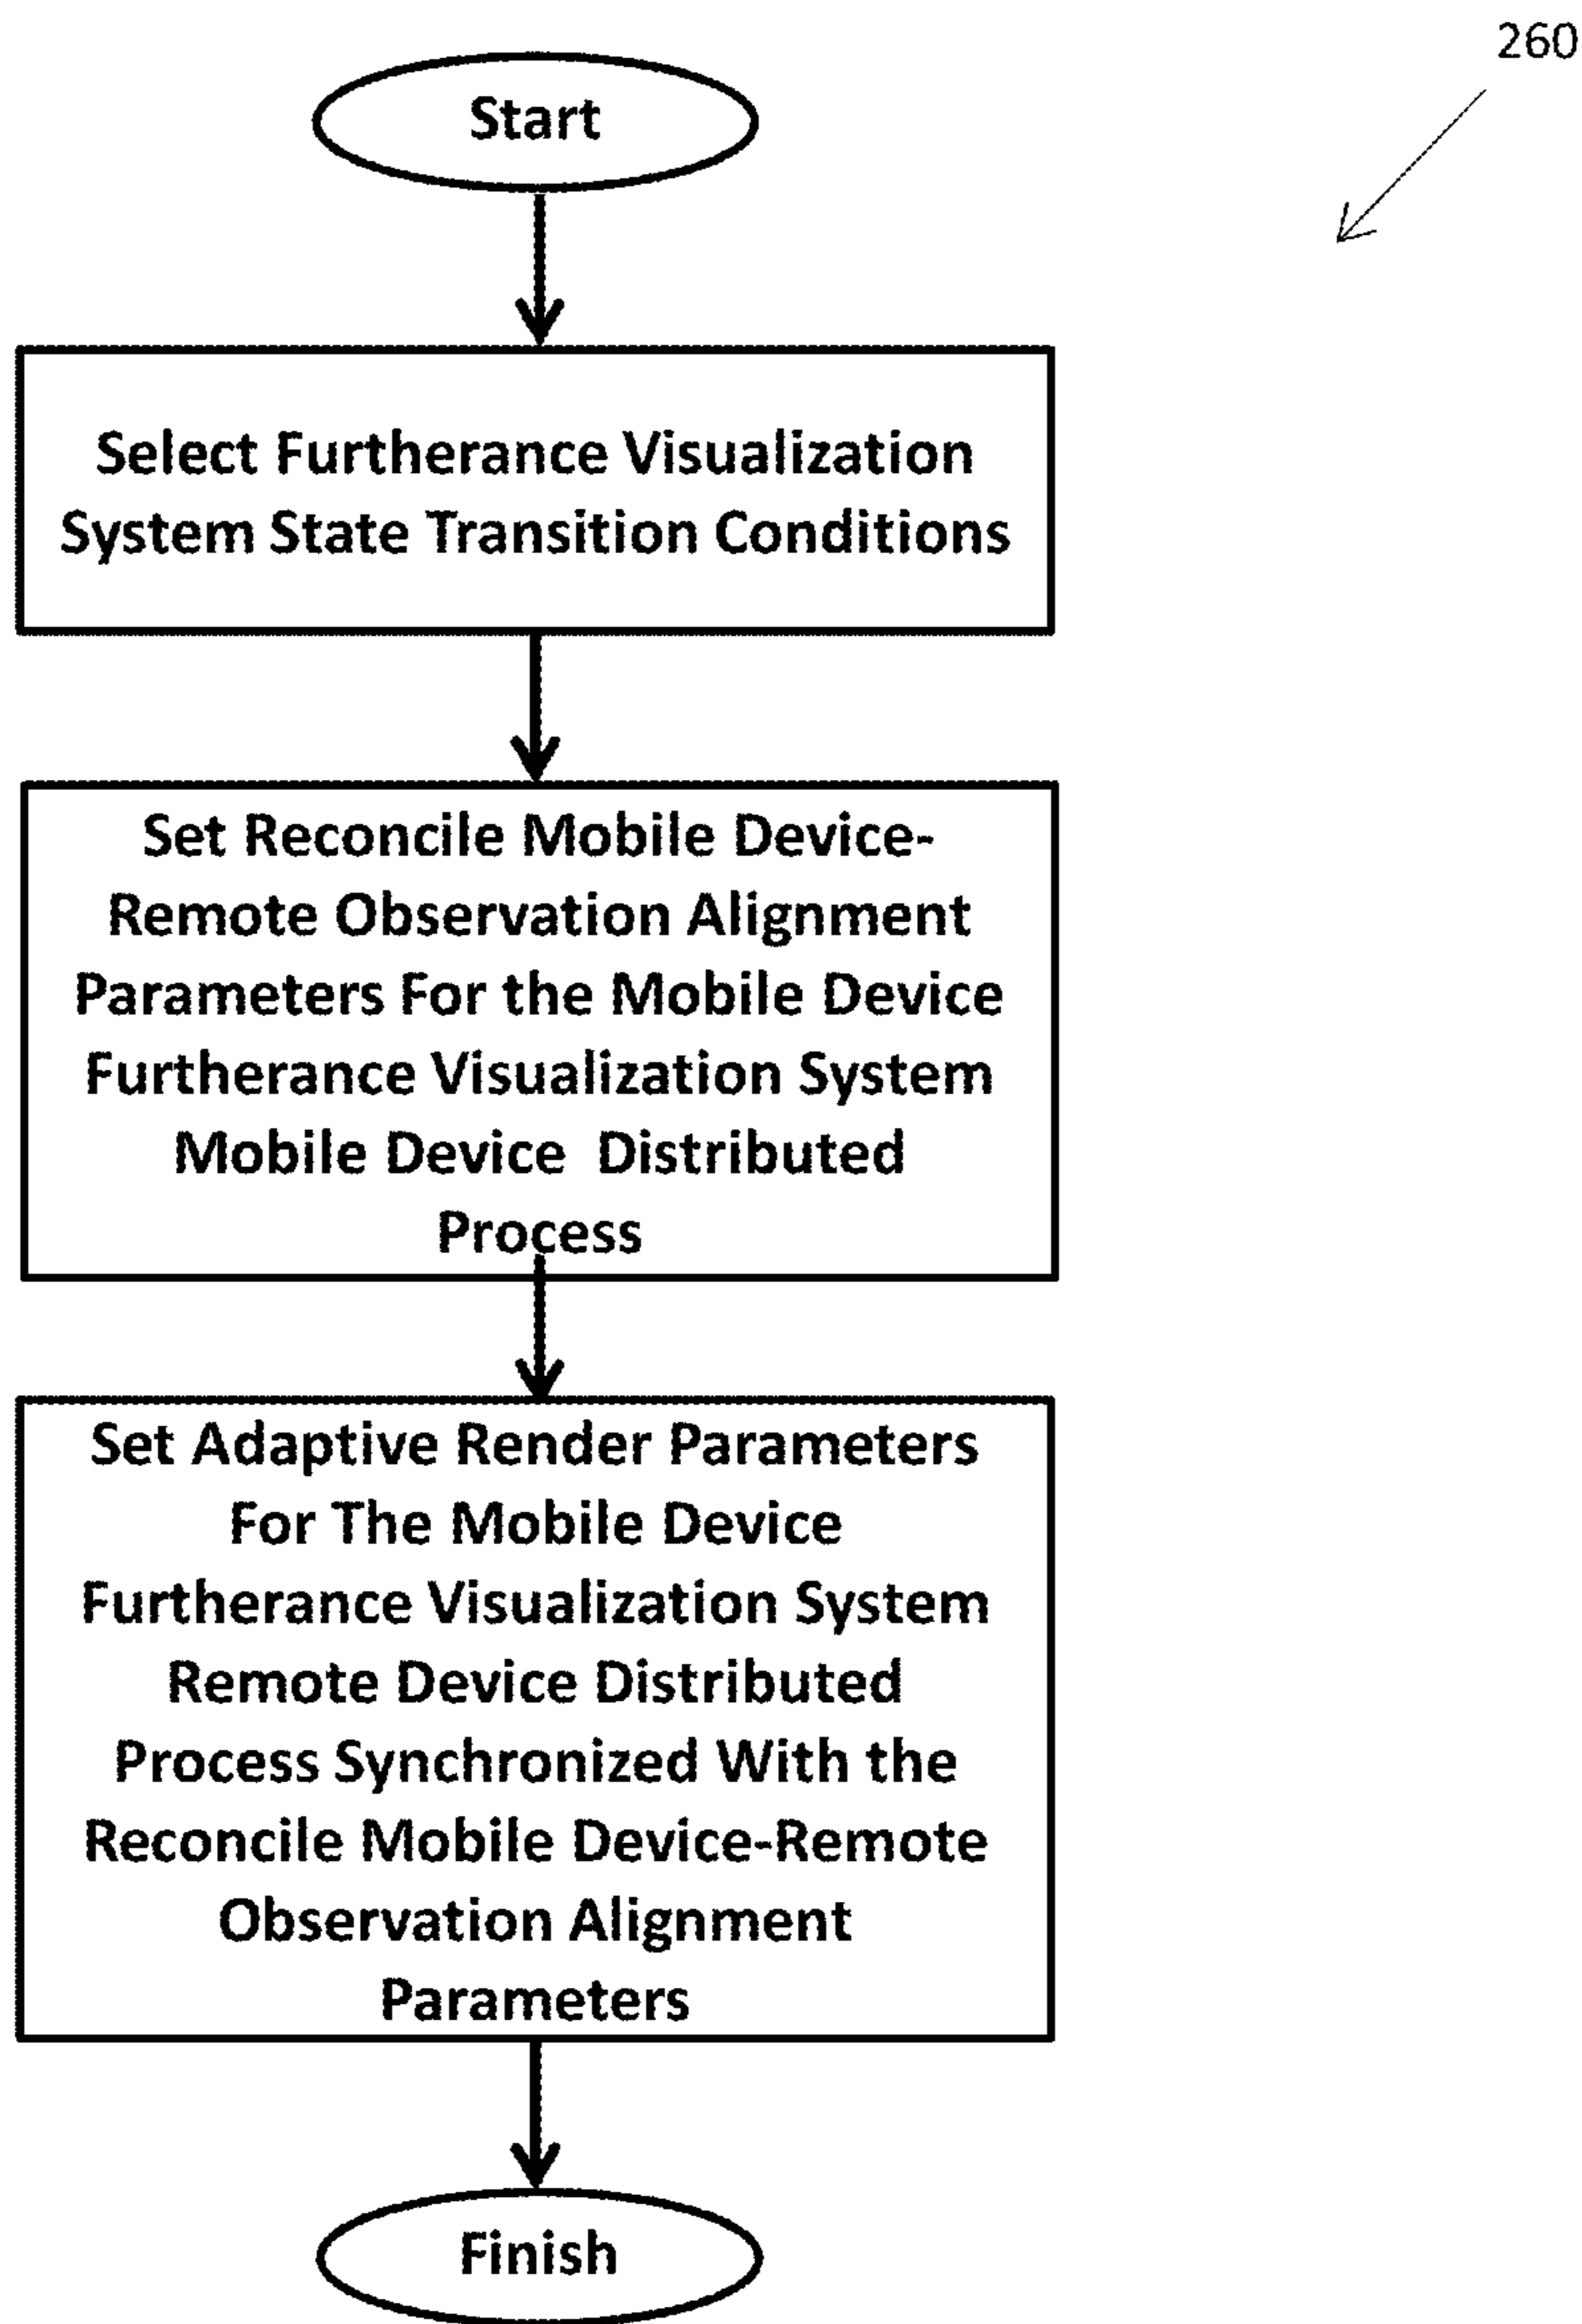 260
Start
Select Furtherance Visualization
System State Transition Conditions
Set Reconcile Mobile Device-
Remote Observation Alignment
Parameters For the Mobile Device
Furtherance Visualization System
Mobile Device Distributed
Process
Set Adaptive Render Parameters
For The Mobile Device
Furtherance Visualization System
Remote Device Distributed
Process Synchronized With the
Reconcile Mobile Device-Remote
Observation Alignment
Parameters
Finish